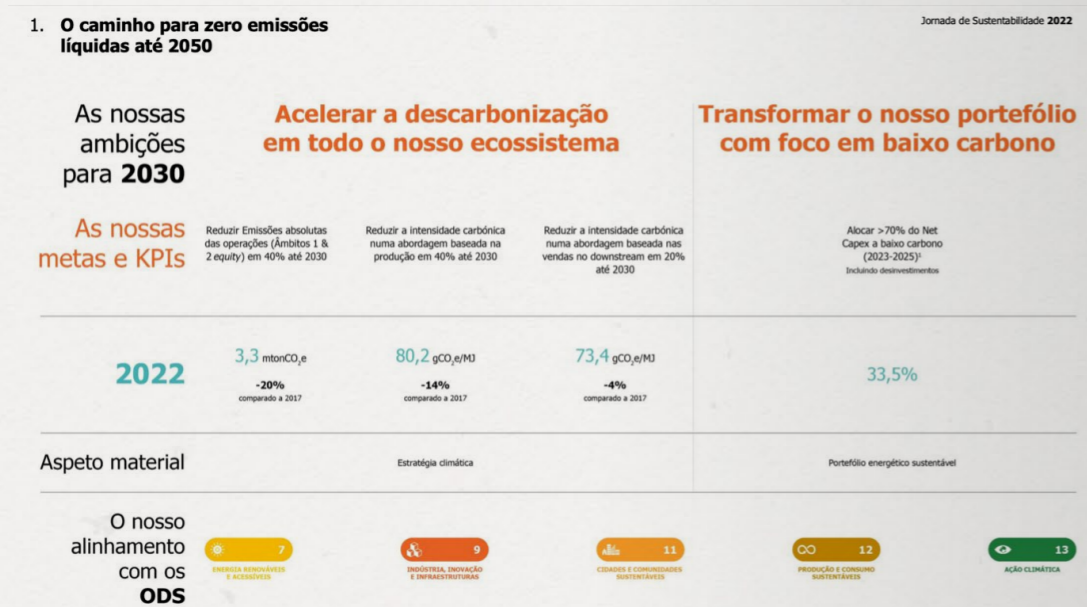 1. O caminho para zero emissões
líquidas até 2050
Jornada de Sustentabilidade 2022
As nossas
ambições
para 2030
Acelerar a descarbonização
em todo o nosso ecossistema
Transformar o nosso portefólio
com foco em baixo carbono
As nossas
metas e KPIs
Reduzir Emissões absolutas
das operações (Âmbitos 1 &
2 equity) em 40% até 2030
Reduzir a intensidade carbónica
numa abordagem baseada na
produção em 40% até 2030
Reduzir a intensidade carbónica
numa abordagem baseada nas
vendas no downstream em 20%
até 2030
Alocar >70% do Net
Capex a baixo carbono
(2023-2025)¹
Incluindo desinvestimentos
2022
3,3 mtonCO₂e
-20%
comparado a 2017
80,2 gCO₂e/MJ
-14%
comparado a 2017
73,4 gCO₂e/MJ
-4%
comparado a 2017
33,5%
Aspeto material
Estratégia climática
Portefólio energético sustentável
O nosso
alinhamento
com os
ODS
7
ENERGIA RENOVÁVEIS
E ACESSÍVEIS
9
INDÚSTRIA, INOVAÇÃO
E INFRAESTRUTURAS
11
CIDADES E COMUNIDADES
SUSTENTÁVEIS
12
PRODUÇÃO E CONSUMO
SUSTENTÁVEIS
13
AÇÃO CLIMÁTICA